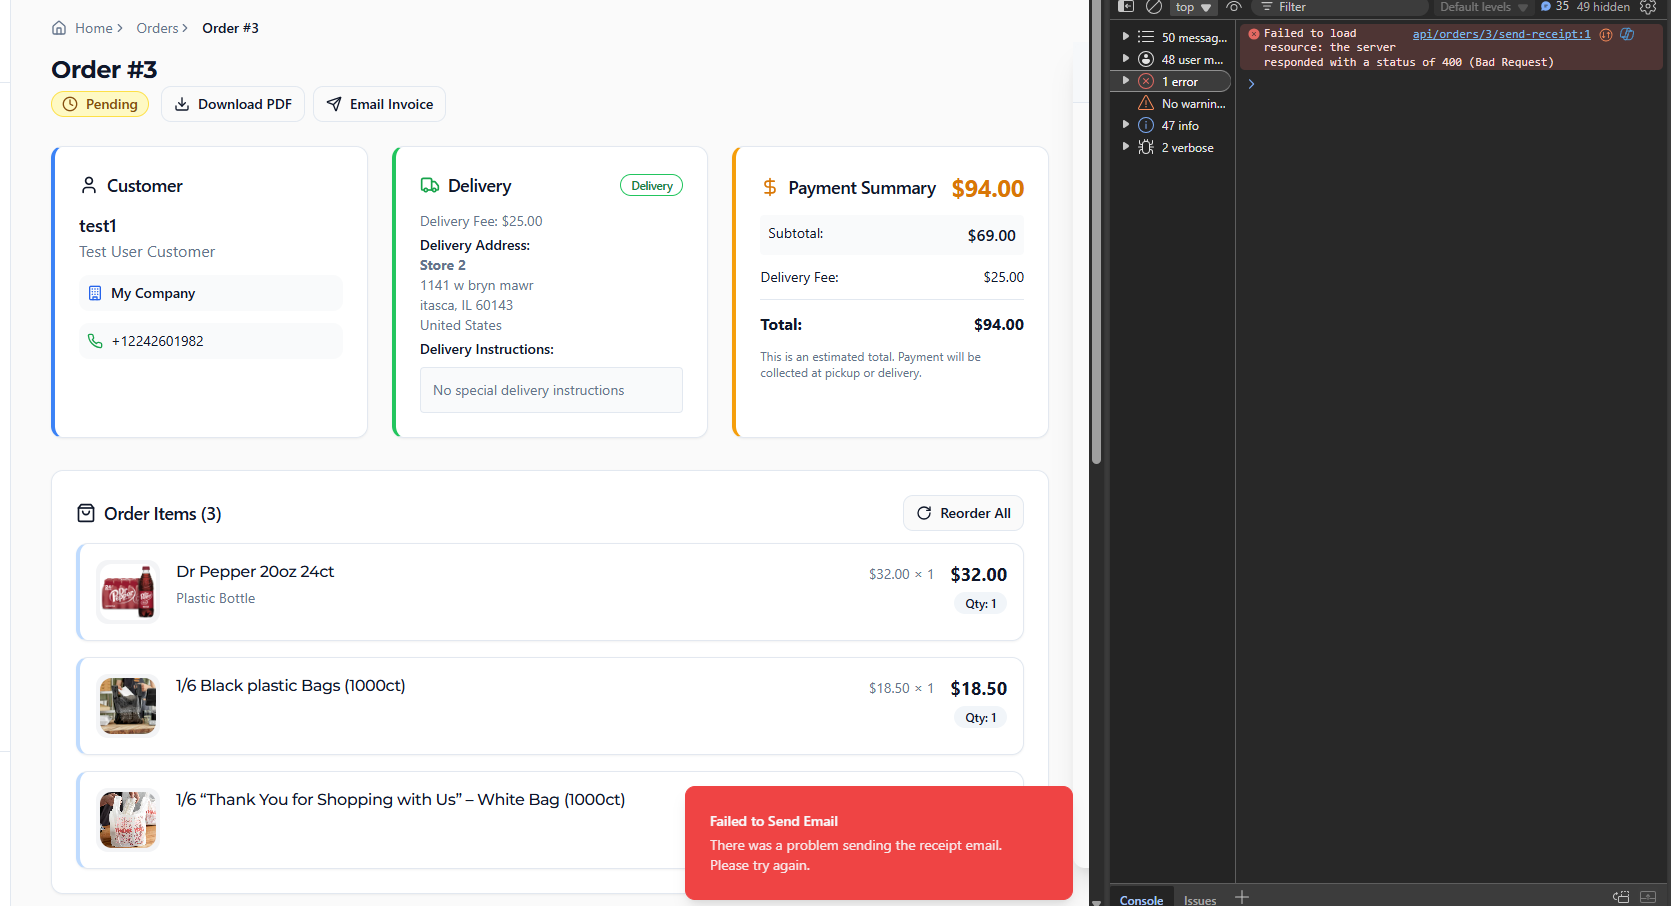 Home
Orders
Order #3
Order #3
Pending
Download PDF
Email Invoice
Customer
test1
Test User Customer
My Company
+12242601982
Delivery
Delivery
Delivery Fee: $25.00
Delivery Address:
Store 2
1141 w bryn mawr
itasca, IL 60143
United States
Delivery Instructions:
No special delivery instructions
Payment Summary
$94.00
Subtotal:
$69.00
Delivery Fee:
$25.00
Total:
$94.00
This is an estimated total. Payment will be
collected at pickup or delivery.
Order Items (3)
Reorder All
Dr Pepper 20oz 24ct
Plastic Bottle
$32.00 × 1
$32.00
Qty: 1
1/6 Black plastic Bags (1000ct)
$18.50 × 1
$18.50
Qty: 1
1/6 “Thank You for Shopping with Us” – White Bag (1000ct)
Failed to Send Email
There was a problem sending the receipt email.
Please try again.
top
Filter
Default levels
35
49 hidden
50 messag...
48 user m...
1 error
No warnin...
47 info
2 verbose
Failed to load
resource: the server
responded with a status of 400 (Bad Request)
api/orders/3/send-receipt:1
Console
Issues